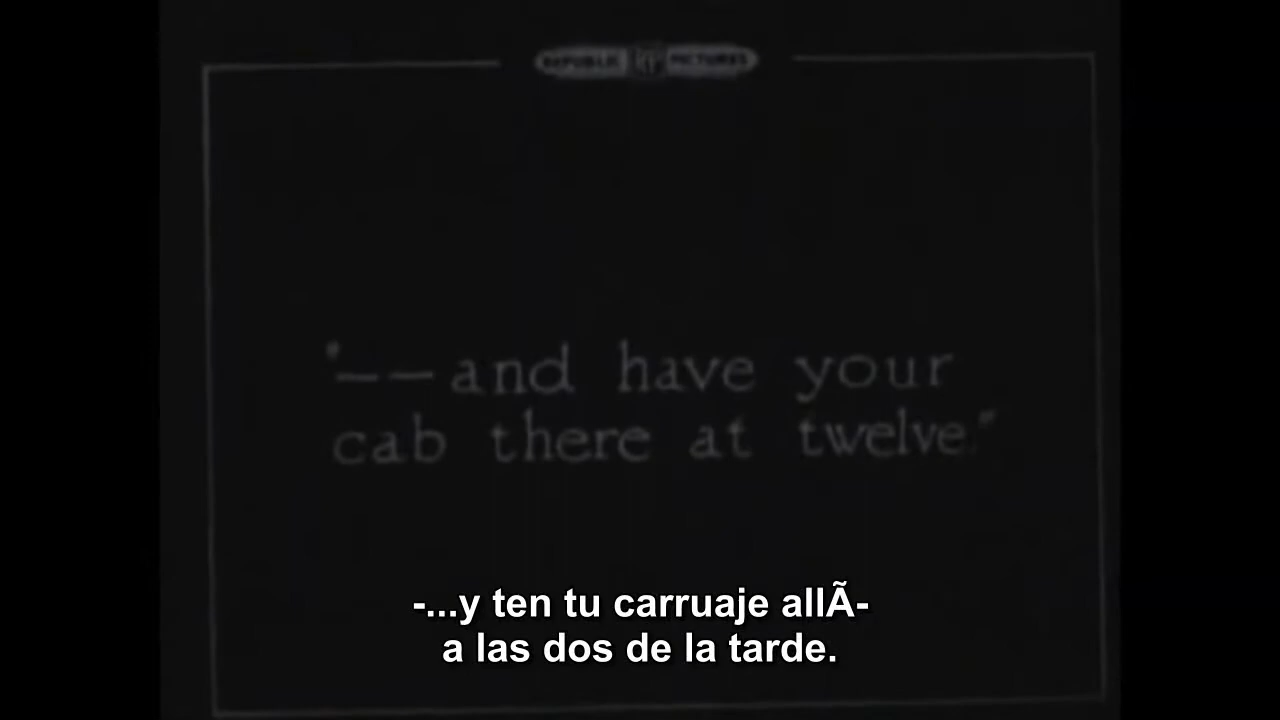 REPUBLIC PICTURES
"——and have your
cab there at twelve."
-...y ten tu carruaje allÃ-
a las dos de la tarde.